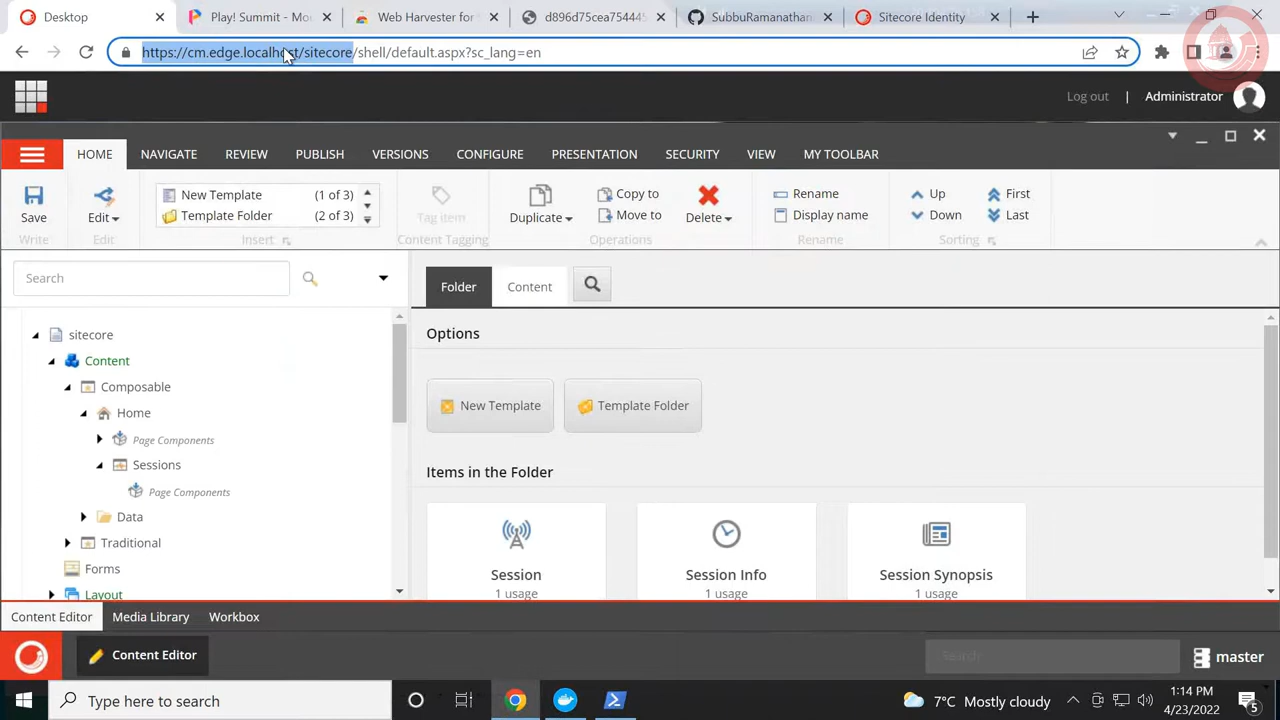 Desktop
Play! Summit - Mo
Web Harvester for
d896d75cea75444
SubbuRamanathan
Sitecore Identity
https://cm.edge.localhost/sitecore/shell/default.aspx?sc_lang=en
Log out | Administrator
HOME NAVIGATE REVIEW PUBLISH VERSIONS CONFIGURE PRESENTATION SECURITY VIEW MY TOOLBAR
Save
Write
Edit
Edit
New Template (1 of 3)
Template Folder (2 of 3)
Insert
Tag item
Content Tagging
Duplicate
Copy to
Move to
Delete
Operations
Rename
Display name
Rename
Up
Down
First
Last
Sorting
Search
Folder Content
sitecore
Content
Composable
Home
Page Components
Sessions
Page Components
Data
Traditional
Forms
Layout
Options
New Template
Template Folder
Items in the Folder
Session
1 usage
Session Info
1 usage
Session Synopsis
1 usage
Content Editor Media Library Workbox
Content Editor
Search
master
Type here to search
7°C Mostly cloudy
1:14 PM
4/23/2022
5